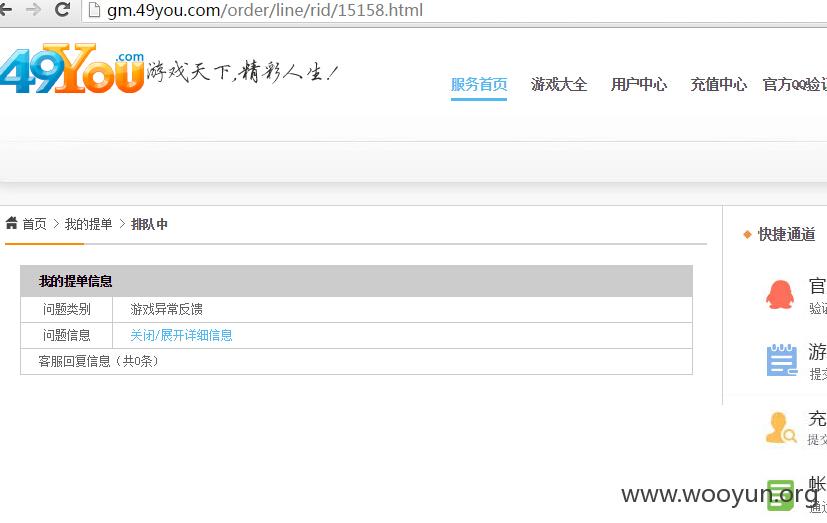 gm.49you.com/order/line/rid/15158.html
49You.com 游戏天下,精彩人生!
服务首页 游戏大全 用户中心 充值中心 官方QQ验证
首页 > 我的提单 > 排队中
快捷通道
我的提单信息
问题类别 游戏异常反馈
问题信息 关闭/展开详细信息
客服回复信息（共0条）
官
验证
游
提交
充
提交
帐
www.wooyun.org